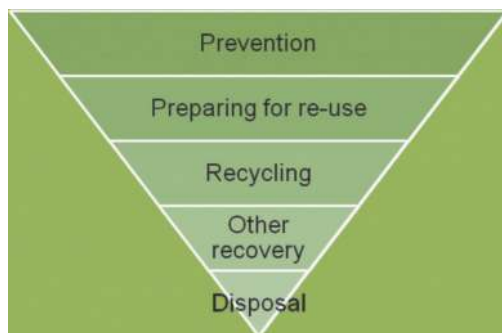 Prevention
Preparing for re-use
Recycling
Other
recovery
Disposal